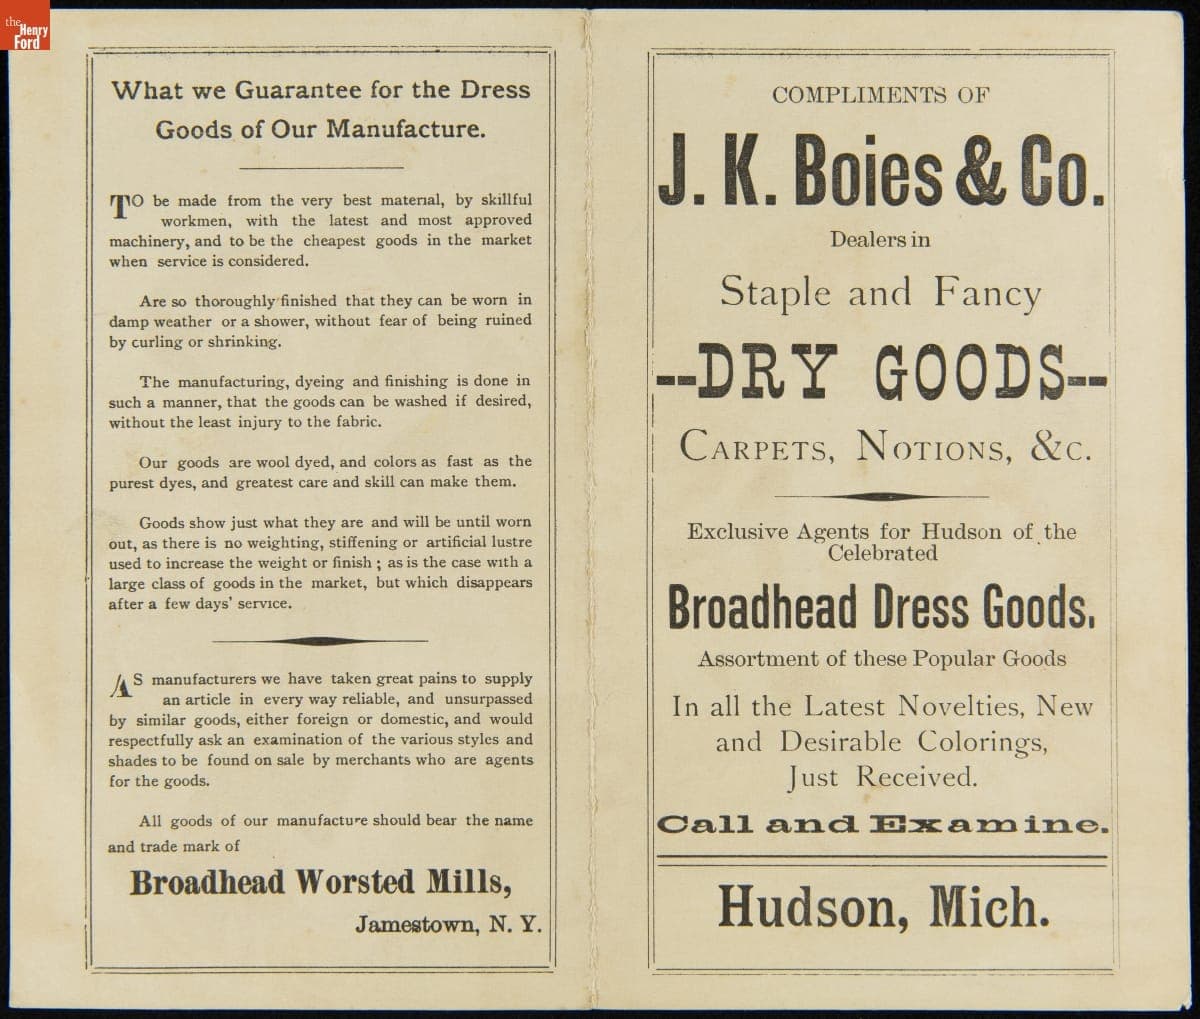 the
Henry
Ford
What we Guarantee for the Dress
Goods of Our Manufacture.
TO be made from the very best material, by skillful
workmen, with the latest and most approved
machinery, and to be the cheapest goods in the market
when service is considered.
Are so thoroughly finished that they can be worn in
damp weather or a shower, without fear of being ruined
by curling or shrinking.
The manufacturing, dyeing and finishing is done in
such a manner, that the goods can be washed if desired,
without the least injury to the fabric.
Our goods are wool dyed, and colors as fast as the
purest dyes, and greatest care and skill can make them.
Goods show just what they are and will be until worn
out, as there is no weighting, stiffening or artificial lustre
used to increase the weight or finish; as is the case with a
large class of goods in the market, but which disappears
after a few days' service.
AS manufacturers we have taken great pains to supply
an article in every way reliable, and unsurpassed
by similar goods, either foreign or domestic, and would
respectfully ask an examination of the various styles and
shades to be found on sale by merchants who are agents
for the goods.
All goods of our manufacture should bear the name
and trade mark of
Broadhead Worsted Mills,
Jamestown, N. Y.
COMPLIMENTS OF
J. K. Boies & Co.
Dealers in
Staple and Fancy
--DRY GOODS--
CARPETS, NOTIONS, &C.
Exclusive Agents for Hudson of the
Celebrated
Broadhead Dress Goods.
Assortment of these Popular Goods
In all the Latest Novelties, New
and Desirable Colorings,
Just Received.
Call and Examine.
Hudson, Mich.